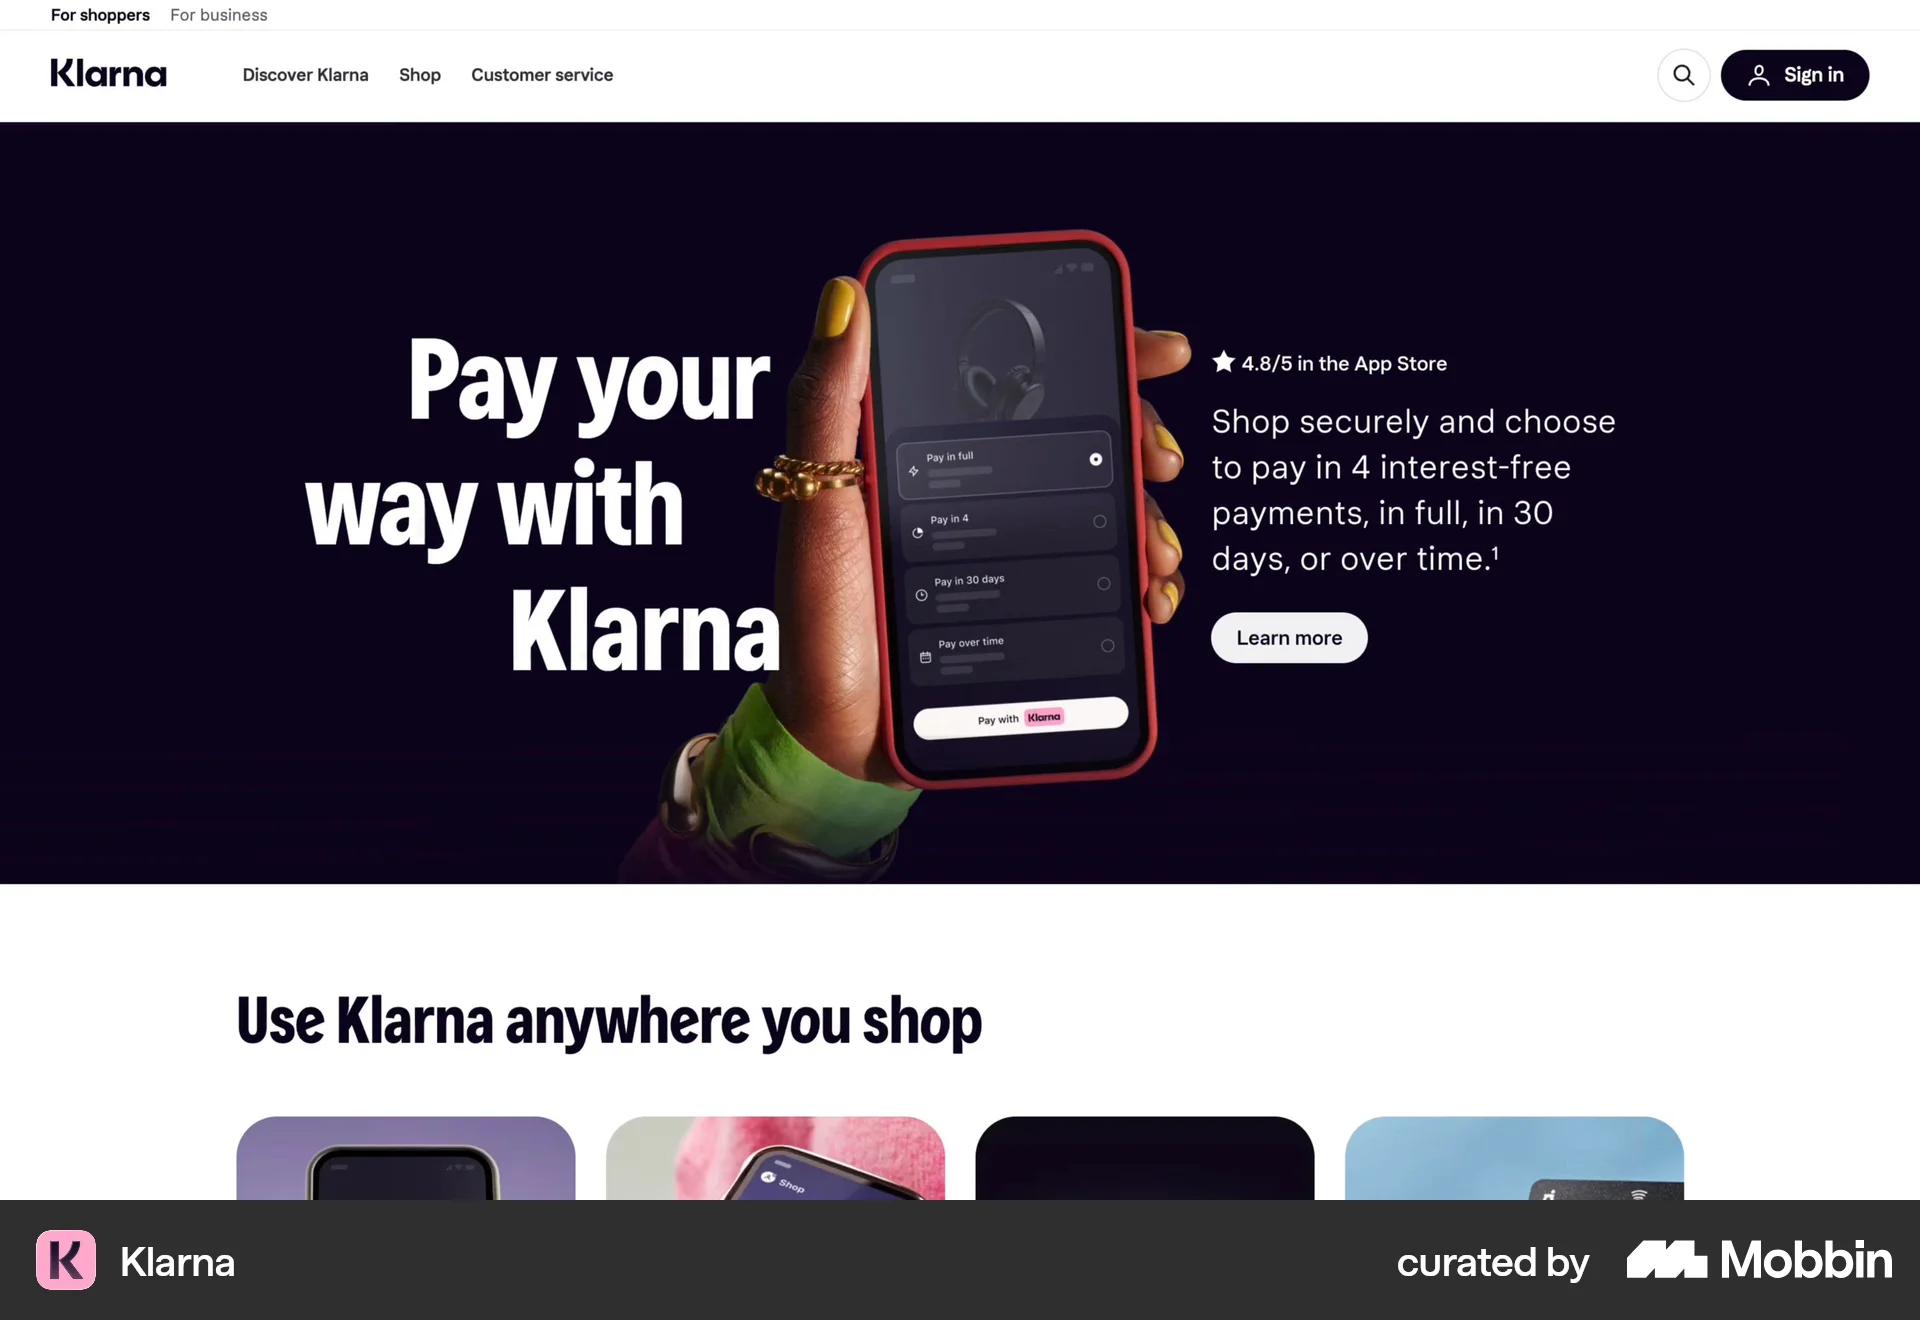 For shoppers
For business
Klarna
Discover Klarna
Shop
Customer service
Sign in
Pay your
way with
Klarna
Pay in full
Pay in 4
Pay in 30 days
Pay over time
Pay with Klarna
4.8/5 in the App Store
Shop securely and choose
to pay in 4 interest-free
payments, in full, in 30
days, or over time.¹
Learn more
Use Klarna anywhere you shop
Shop
K
Klarna
curated by
Mobbin